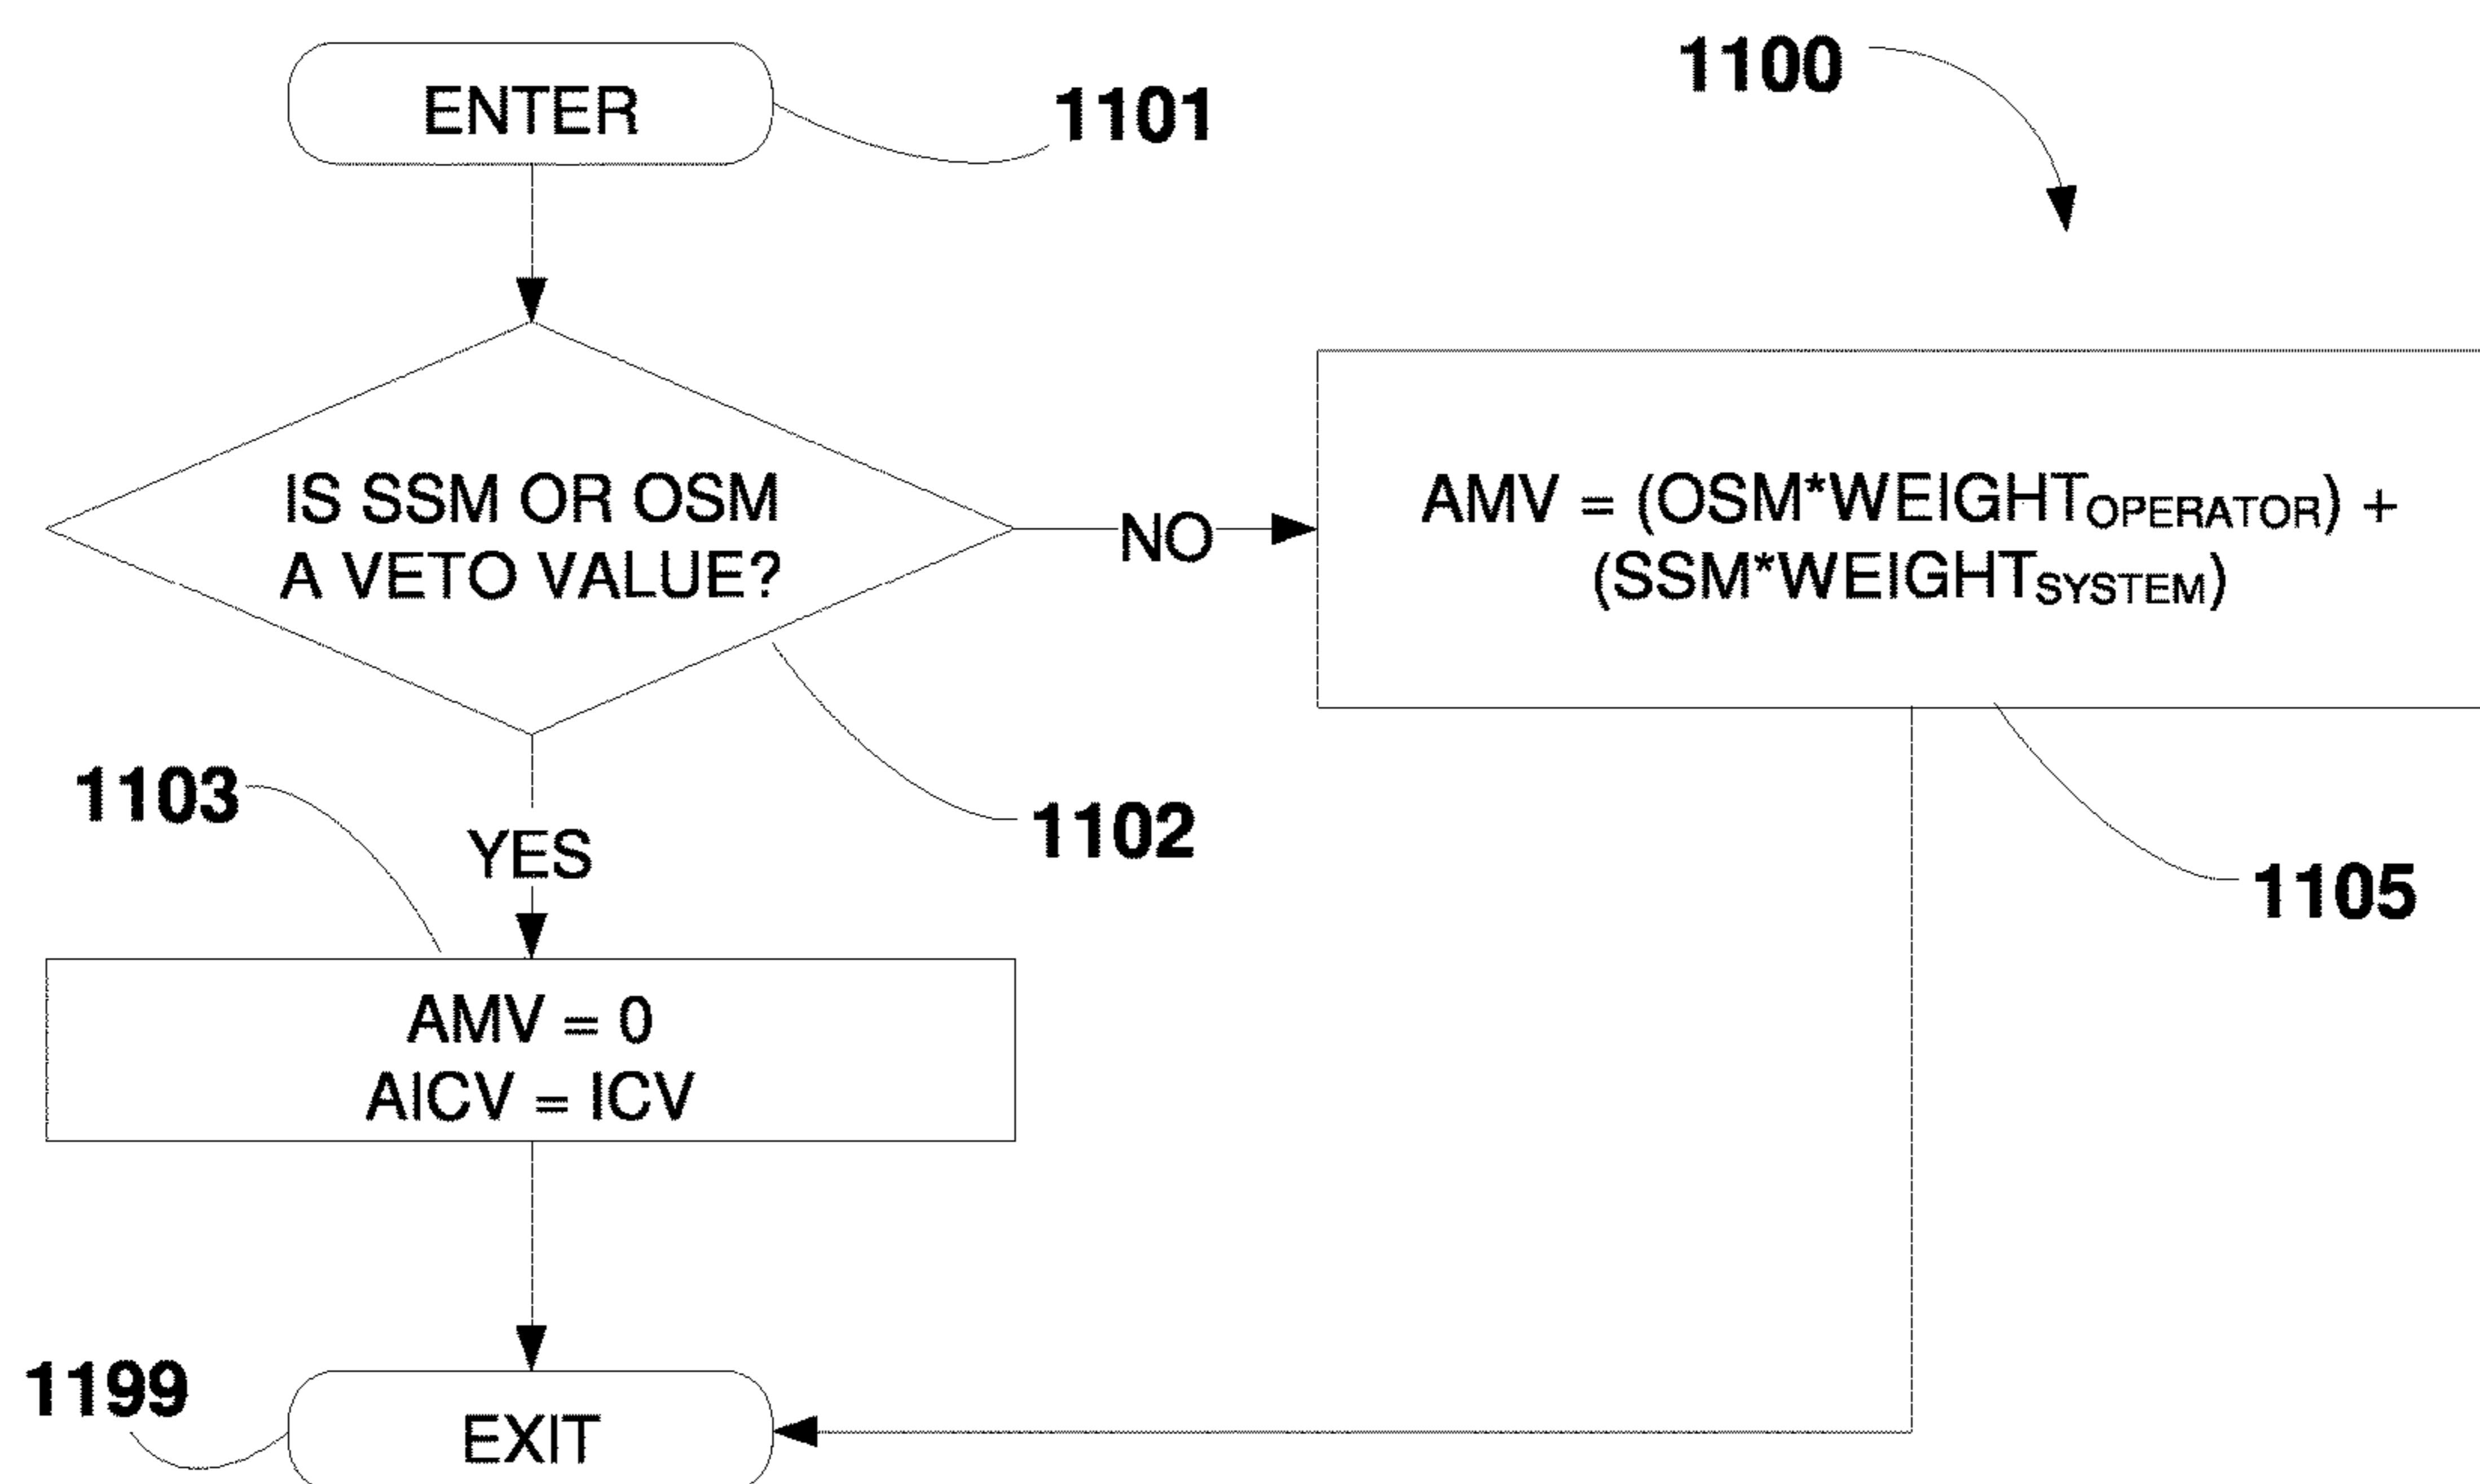 1100
ENTER
1101
IS SSM OR OSM
A VETO VALUE?
NO
AMV = (OSM*WEIGHTOPERATOR) +
(SSM*WEIGHTSYSTEM)
1103
YES
1102
1105
AMV = 0
AICV = ICV
1199
EXIT